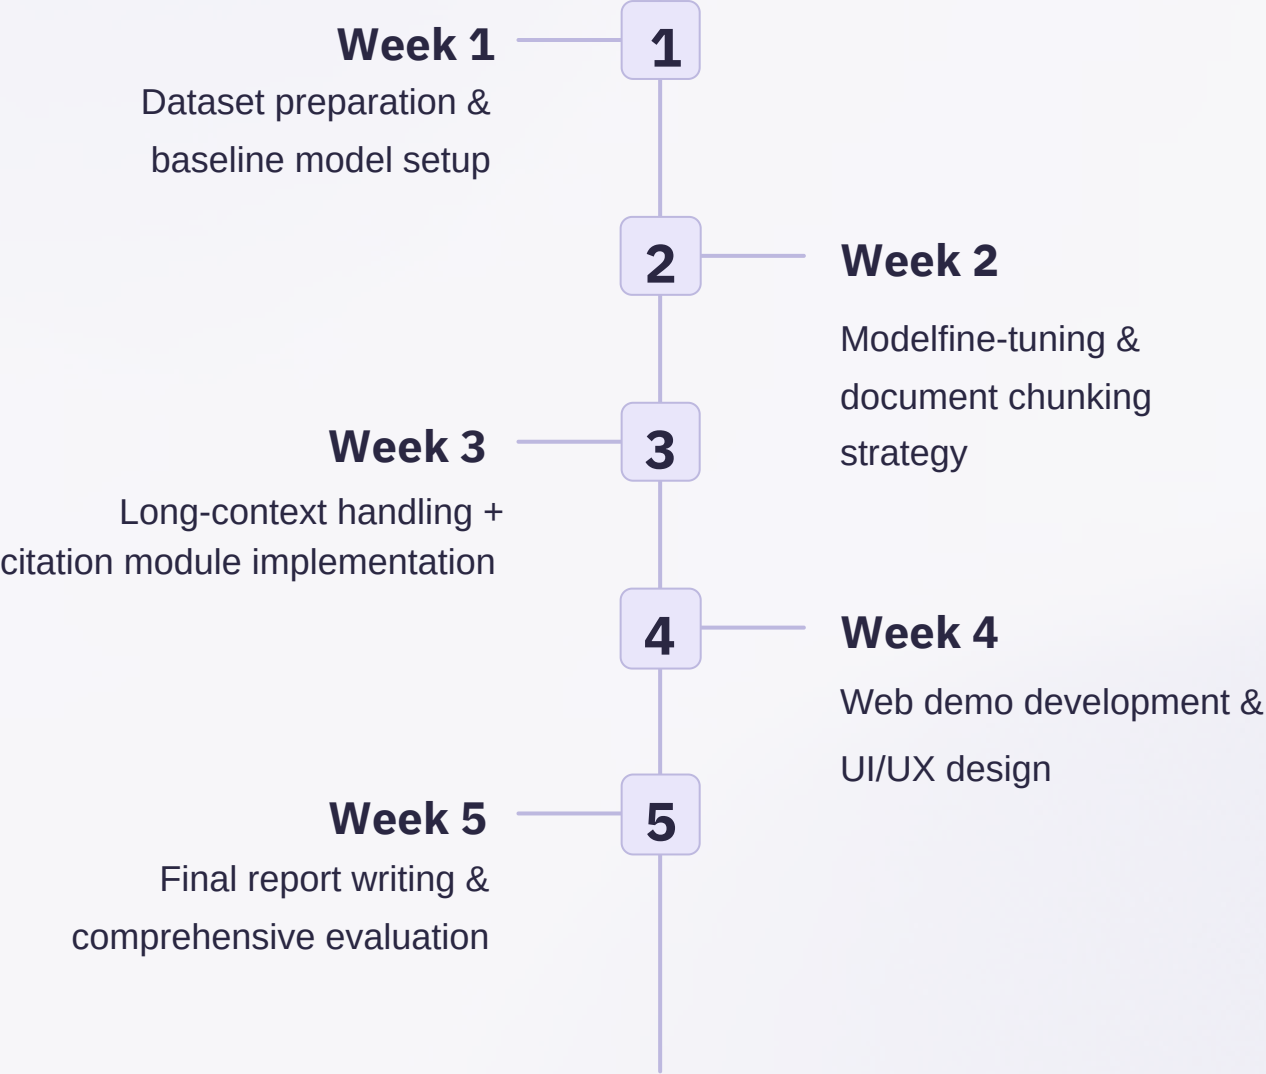 Week 1
1
Dataset preparation &
baseline model setup
2
Week 2
Modelfine-tuning &
document chunking
strategy
Week 3
3
Long-context handling +
citation module implementation
4
Week 4
Web demo development &
UI/UX design
Week 5
5
Final report writing &
comprehensive evaluation